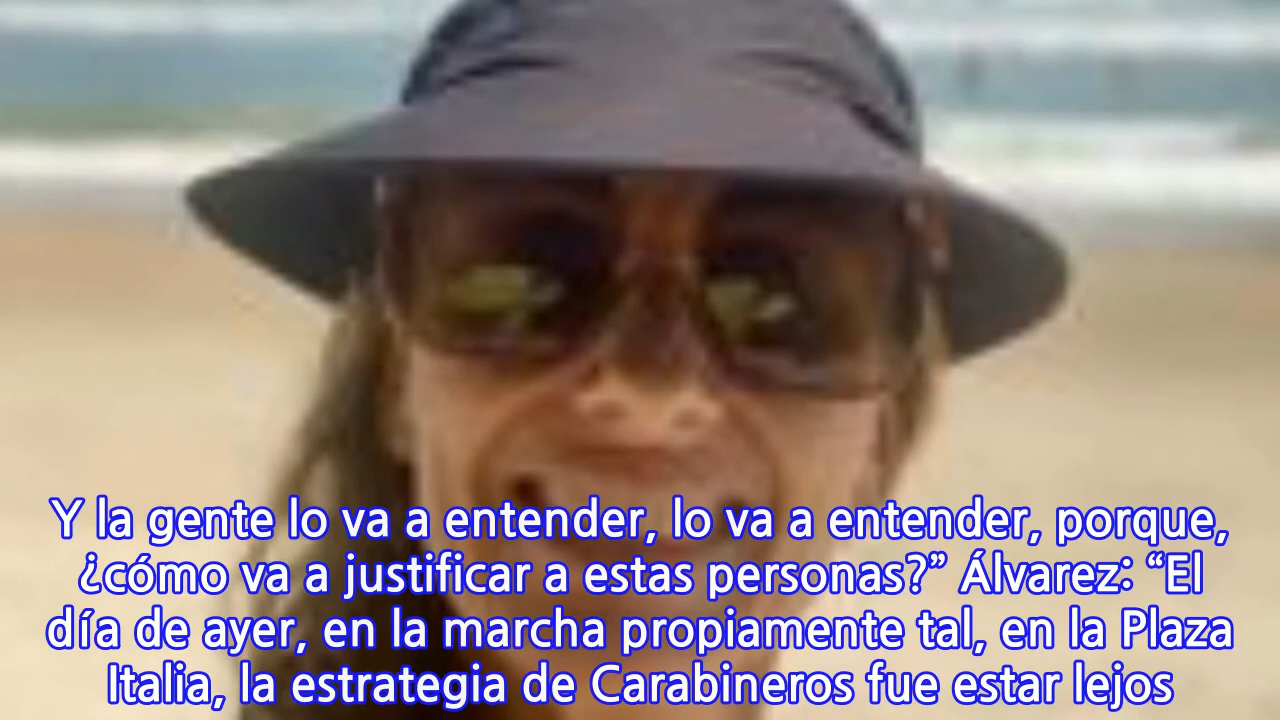 Y la gente lo va a entender, lo va a entender, porque,
¿cómo va a justificar a estas personas?” Álvarez: “El
día de ayer, en la marcha propiamente tal, en la Plaza
Italia, la estrategia de Carabineros fue estar lejos